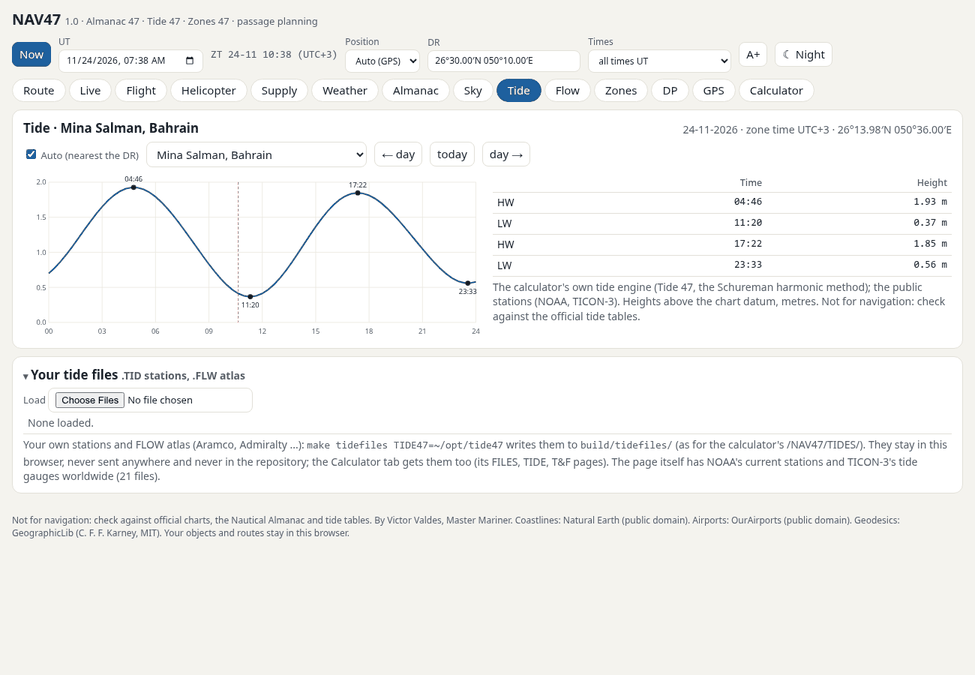 NAV47 1.0 · Almanac 47 · Tide 47 · Zones 47 · passage planning
Now
UT
11/24/2026, 07:38 AM
ZT 24-11 10:38 (UTC+3)
Position
Auto (GPS)
DR
26°30.00′N 050°10.00′E
Times
all times UT
A+
☾ Night
Route
Live
Flight
Helicopter
Supply
Weather
Almanac
Sky
Tide
Flow
Zones
DP
GPS
Calculator
Tide · Mina Salman, Bahrain
24-11-2026 · zone time UTC+3 · 26°13.98′N 050°36.00′E
Auto (nearest the DR)
Mina Salman, Bahrain
← day
today
day →
2.0
1.5
1.0
0.5
0.0
04:46
17:22
11:20
23:33
00 03 06 09 12 15 18 21 24
Time Height
HW 04:46 1.93 m
LW 11:20 0.37 m
HW 17:22 1.85 m
LW 23:33 0.56 m
The calculator's own tide engine (Tide 47, the Schureman harmonic method); the public
stations (NOAA, TICON-3). Heights above the chart datum, metres. Not for navigation: check
against the official tide tables.
▾ Your tide files .TID stations, .FLW atlas
Load Choose Files No file chosen
None loaded.
Your own stations and FLOW atlas (Aramco, Admiralty …): make tidefiles TIDE47=~/opt/tide47 writes them to build/tidefiles/ (as for the calculator's /NAV47/TIDES/). They stay in this
browser, never sent anywhere and never in the repository; the Calculator tab gets them too (its FILES, TIDE, T&F pages). The page itself has NOAA's current stations and TICON-3's tide
gauges worldwide (21 files).
Not for navigation: check against official charts, the Nautical Almanac and tide tables. By Victor Valdes, Master Mariner. Coastlines: Natural Earth (public domain). Airports: OurAirports (public domain). Geodesics:
GeographicLib (C. F. F. Karney, MIT). Your objects and routes stay in this browser.